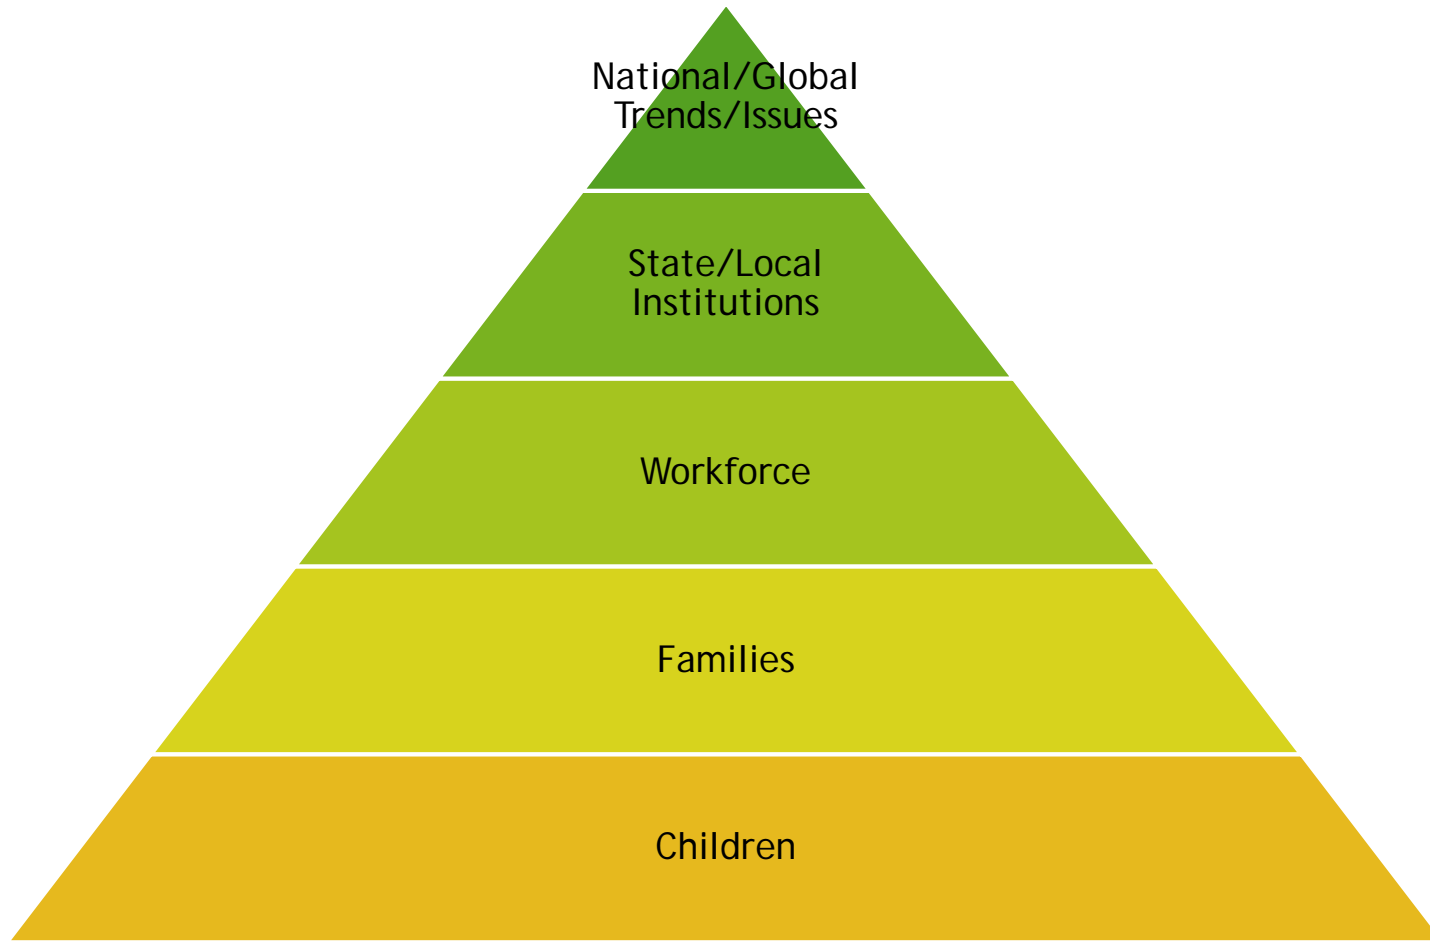 National/Global
Trends/Issues
State/Local
Institutions
Workforce
Families
Children